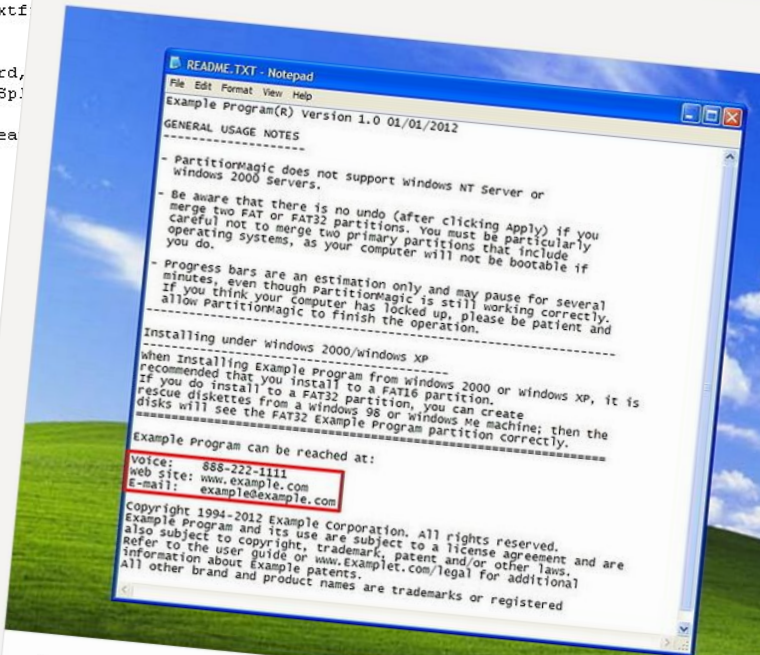 xtf
rd,
Spl
ea
README.TXT - Notepad
File Edit Format View Help
Example Program(R) Version 1.0 01/01/2012
GENERAL USAGE NOTES
-------------------
- PartitionMagic does not support Windows NT Server or
Windows 2000 Servers.
- Be aware that there is no undo (after clicking Apply) if you
merge two FAT or FAT32 partitions. You must be particularly
careful not to merge two primary partitions that include
operating systems, as your computer will not be bootable if
you do.
- Progress bars are an estimation only and may pause for several
minutes, even though PartitionMagic is still working correctly.
If you think your computer has locked up, please be patient and
allow PartitionMagic to finish the operation.
----------------------------------------------------------------
Installing under Windows 2000/Windows XP
----------------------------------------
When Installing Example Program from Windows 2000 or Windows XP, it is
recommended that you install to a FAT16 partition.
If you do install to a FAT32 partition, you can create
rescue diskettes from a Windows 98 or Windows Me machine; then the
disks will see the FAT32 Example Program partition correctly.
================================================================
Example Program can be reached at:
Voice: 888-222-1111
Web site: www.example.com
E-mail: example@example.com
Copyright 1994-2012 Example Corporation. All rights reserved.
Example Program and its use are subject to a license agreement and are
also subject to copyright, trademark, patent and/or other laws.
Refer to the user guide or www.Examplet.com/legal for additional
information about Example patents.
All other brand and product names are trademarks or registered